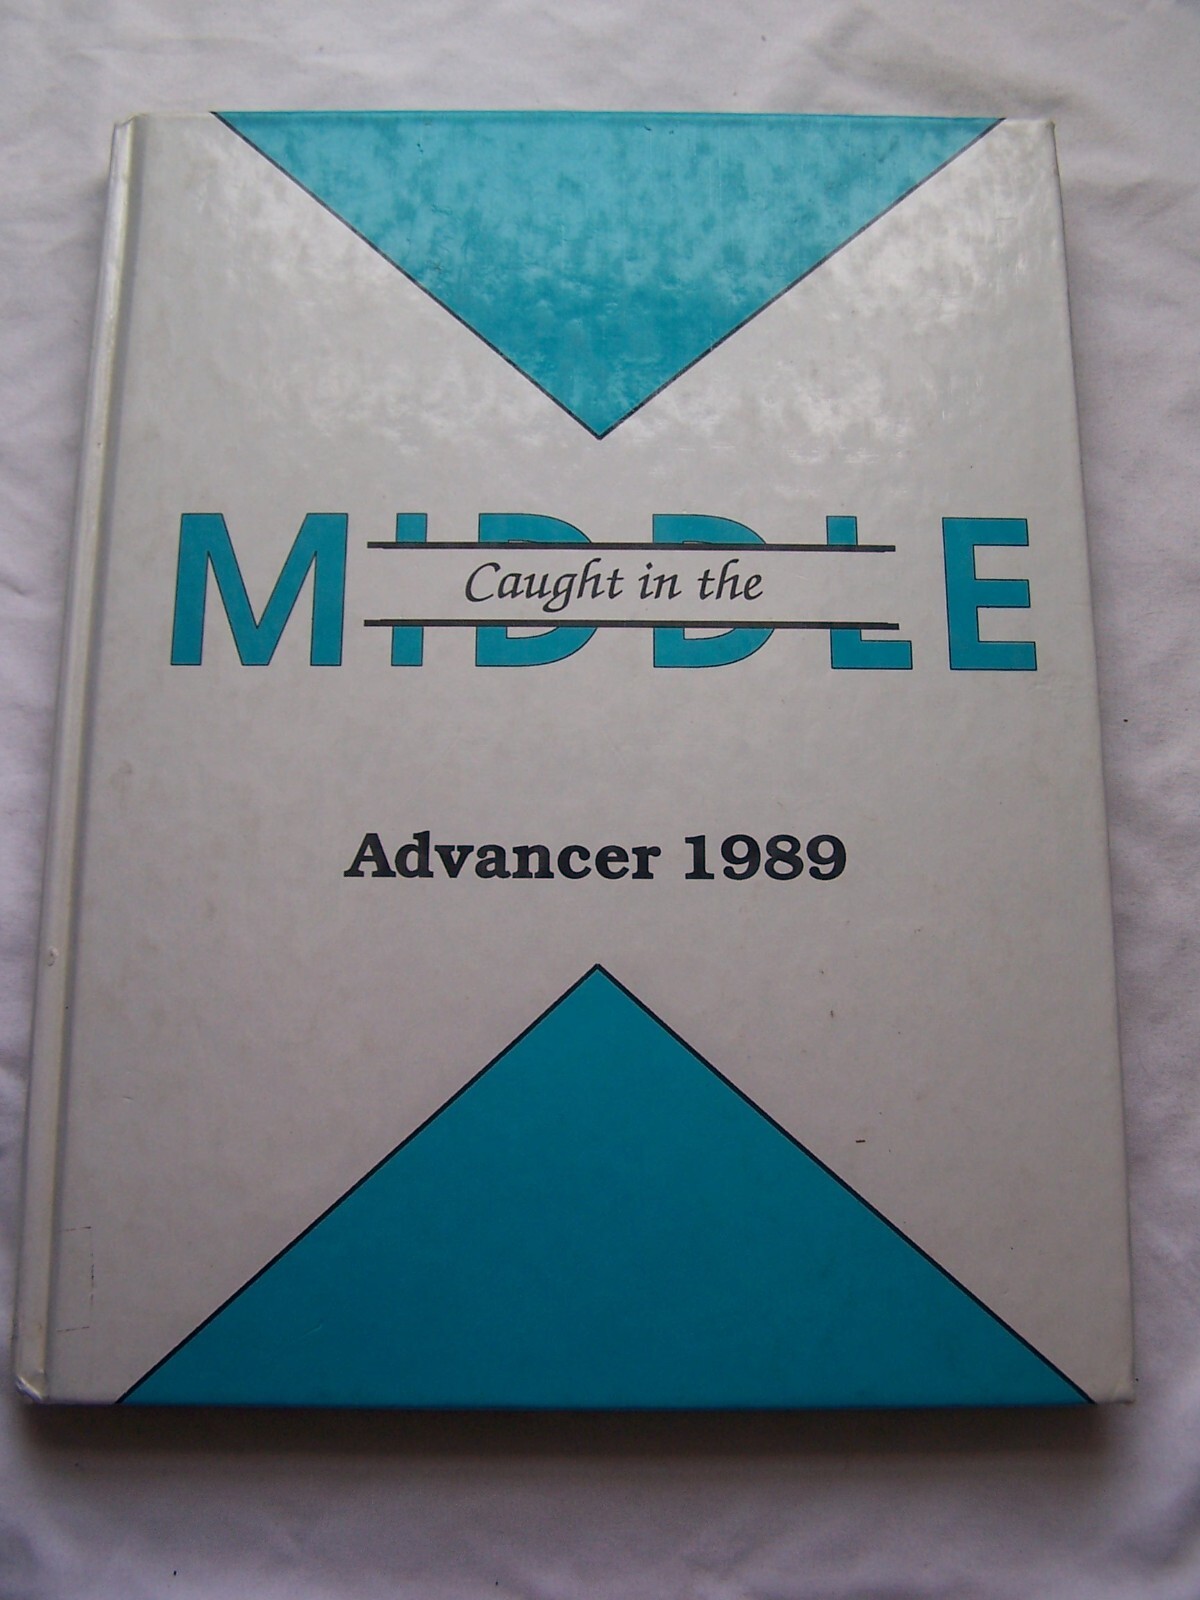 MIDDLE
Caught in the
Advancer 1989